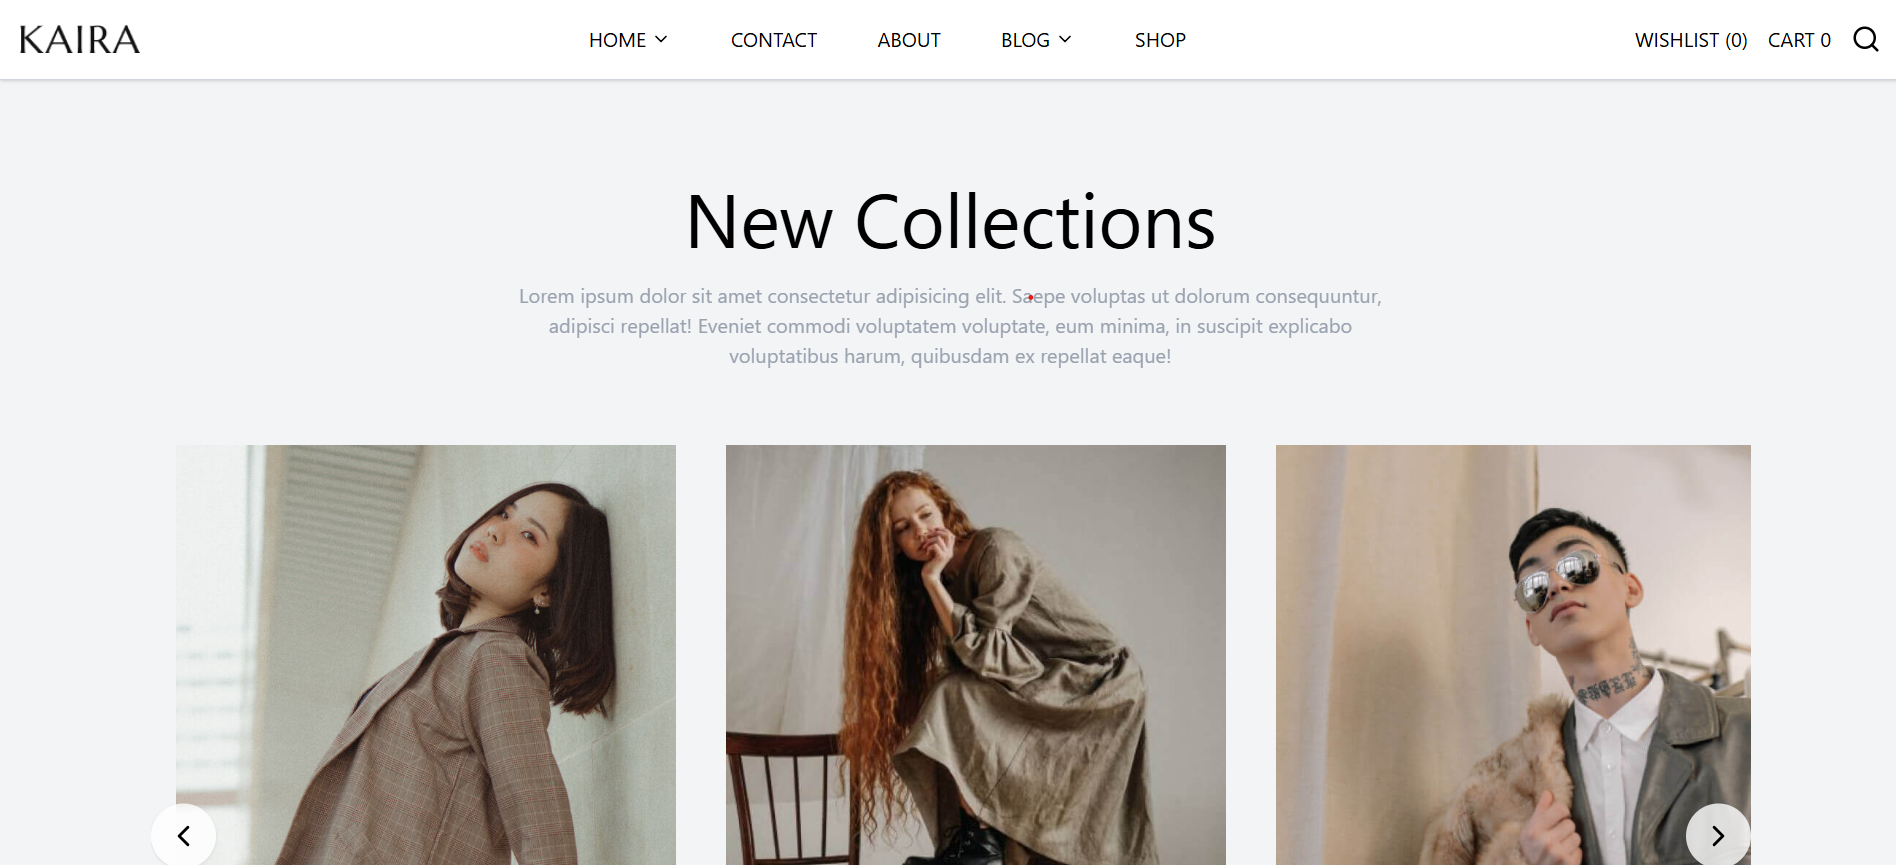 KAIRA
HOME
CONTACT
ABOUT
BLOG
SHOP
WISHLIST (0)
CART 0
New Collections
Lorem ipsum dolor sit amet consectetur adipisicing elit. Saepe voluptas ut dolorum consequuntur,
adipisci repellat! Eveniet commodi voluptatem voluptate, eum minima, in suscipit explicabo
voluptatibus harum, quibusdam ex repellat eaque!